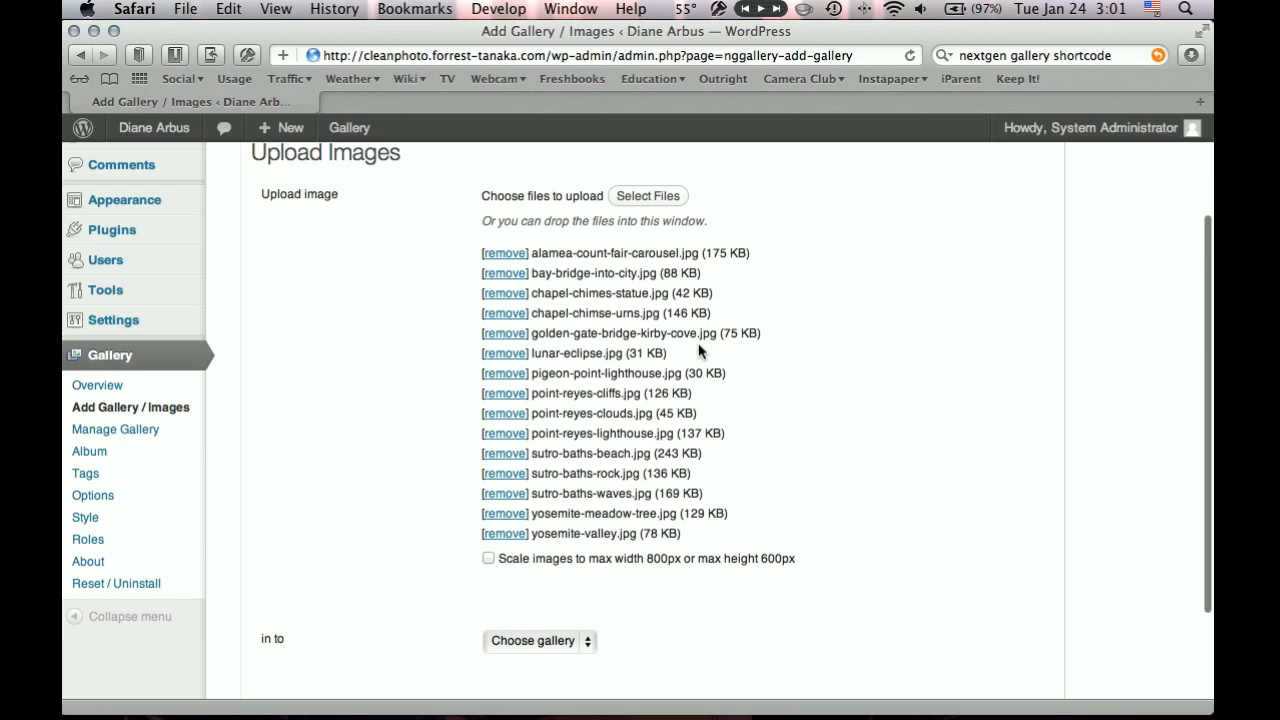 Safari File Edit View History Bookmarks Develop Window Help 55° (97%) Tue Jan 24 3:01
Add Gallery / Images ‹ Diane Arbus — WordPress
http://cleanphoto.forrest-tanaka.com/wp-admin/admin.php?page=nggallery-add-gallery nextgen gallery shortcode
Social Usage Traffic Weather Wiki TV Webcam Freshbooks Education Outright Camera Club Instapaper iParent Keep It!
Add Gallery / Images ‹ Diane Arb...
Diane Arbus New Gallery Howdy, System Administrator
Comments
Appearance
Plugins
Users
Tools
Settings
Gallery
Overview
Add Gallery / Images
Manage Gallery
Album
Tags
Options
Style
Roles
About
Reset / Uninstall
Collapse menu
Upload Images
Upload image Choose files to upload Select Files
Or you can drop the files into this window.
[remove] alamea-count-fair-carousel.jpg (175 KB)
[remove] bay-bridge-into-city.jpg (88 KB)
[remove] chapel-chimes-statue.jpg (42 KB)
[remove] chapel-chimse-urns.jpg (146 KB)
[remove] golden-gate-bridge-kirby-cove.jpg (75 KB)
[remove] lunar-eclipse.jpg (31 KB)
[remove] pigeon-point-lighthouse.jpg (30 KB)
[remove] point-reyes-cliffs.jpg (126 KB)
[remove] point-reyes-clouds.jpg (45 KB)
[remove] point-reyes-lighthouse.jpg (137 KB)
[remove] sutro-baths-beach.jpg (243 KB)
[remove] sutro-baths-rock.jpg (136 KB)
[remove] sutro-baths-waves.jpg (169 KB)
[remove] yosemite-meadow-tree.jpg (129 KB)
[remove] yosemite-valley.jpg (78 KB)
Scale images to max width 800px or max height 600px
in to Choose gallery